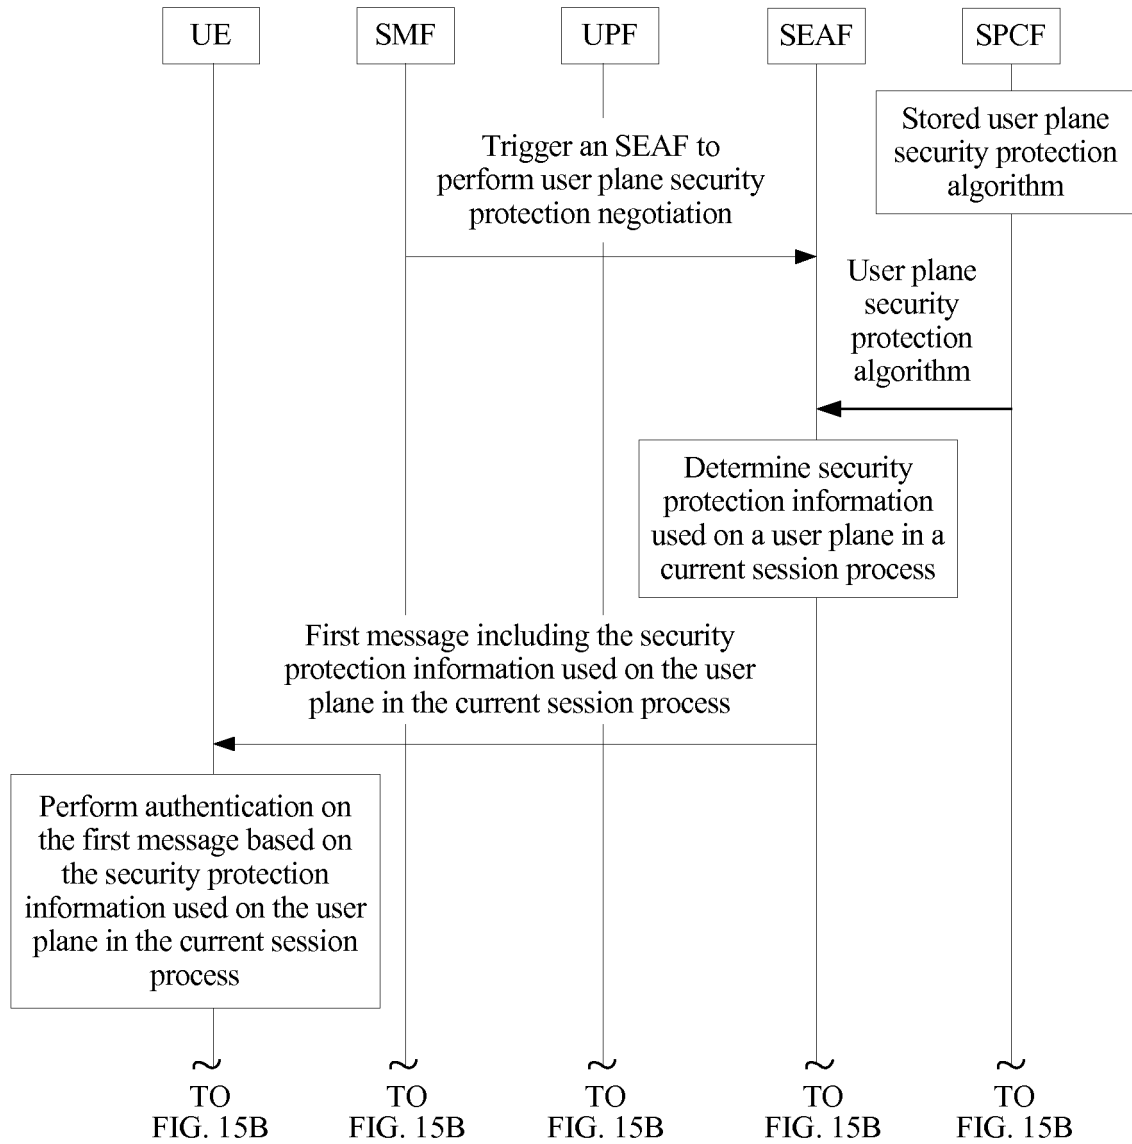 UE
SMF
UPF
SEAF
SPCF
Stored user plane
security protection
algorithm
Trigger an SEAF to
perform user plane security
protection negotiation
User plane
security
protection
algorithm
Determine security
protection information
used on a user plane in a
current session process
First message including the security
protection information used on the user
plane in the current session process
Perform authentication on
the first message based on
the security protection
information used on the user
plane in the current session
process
TO
FIG. 15B
TO
FIG. 15B
TO
FIG. 15B
TO
FIG. 15B
TO
FIG. 15B